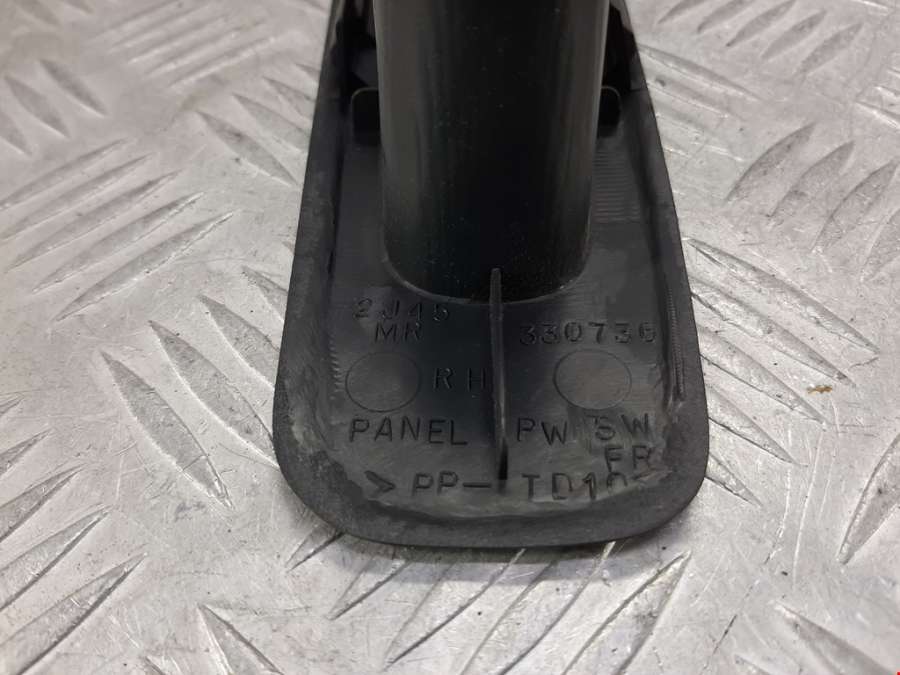 2J45
MR 330736
RH
PANEL PW SW
FR
>PP-TD10<